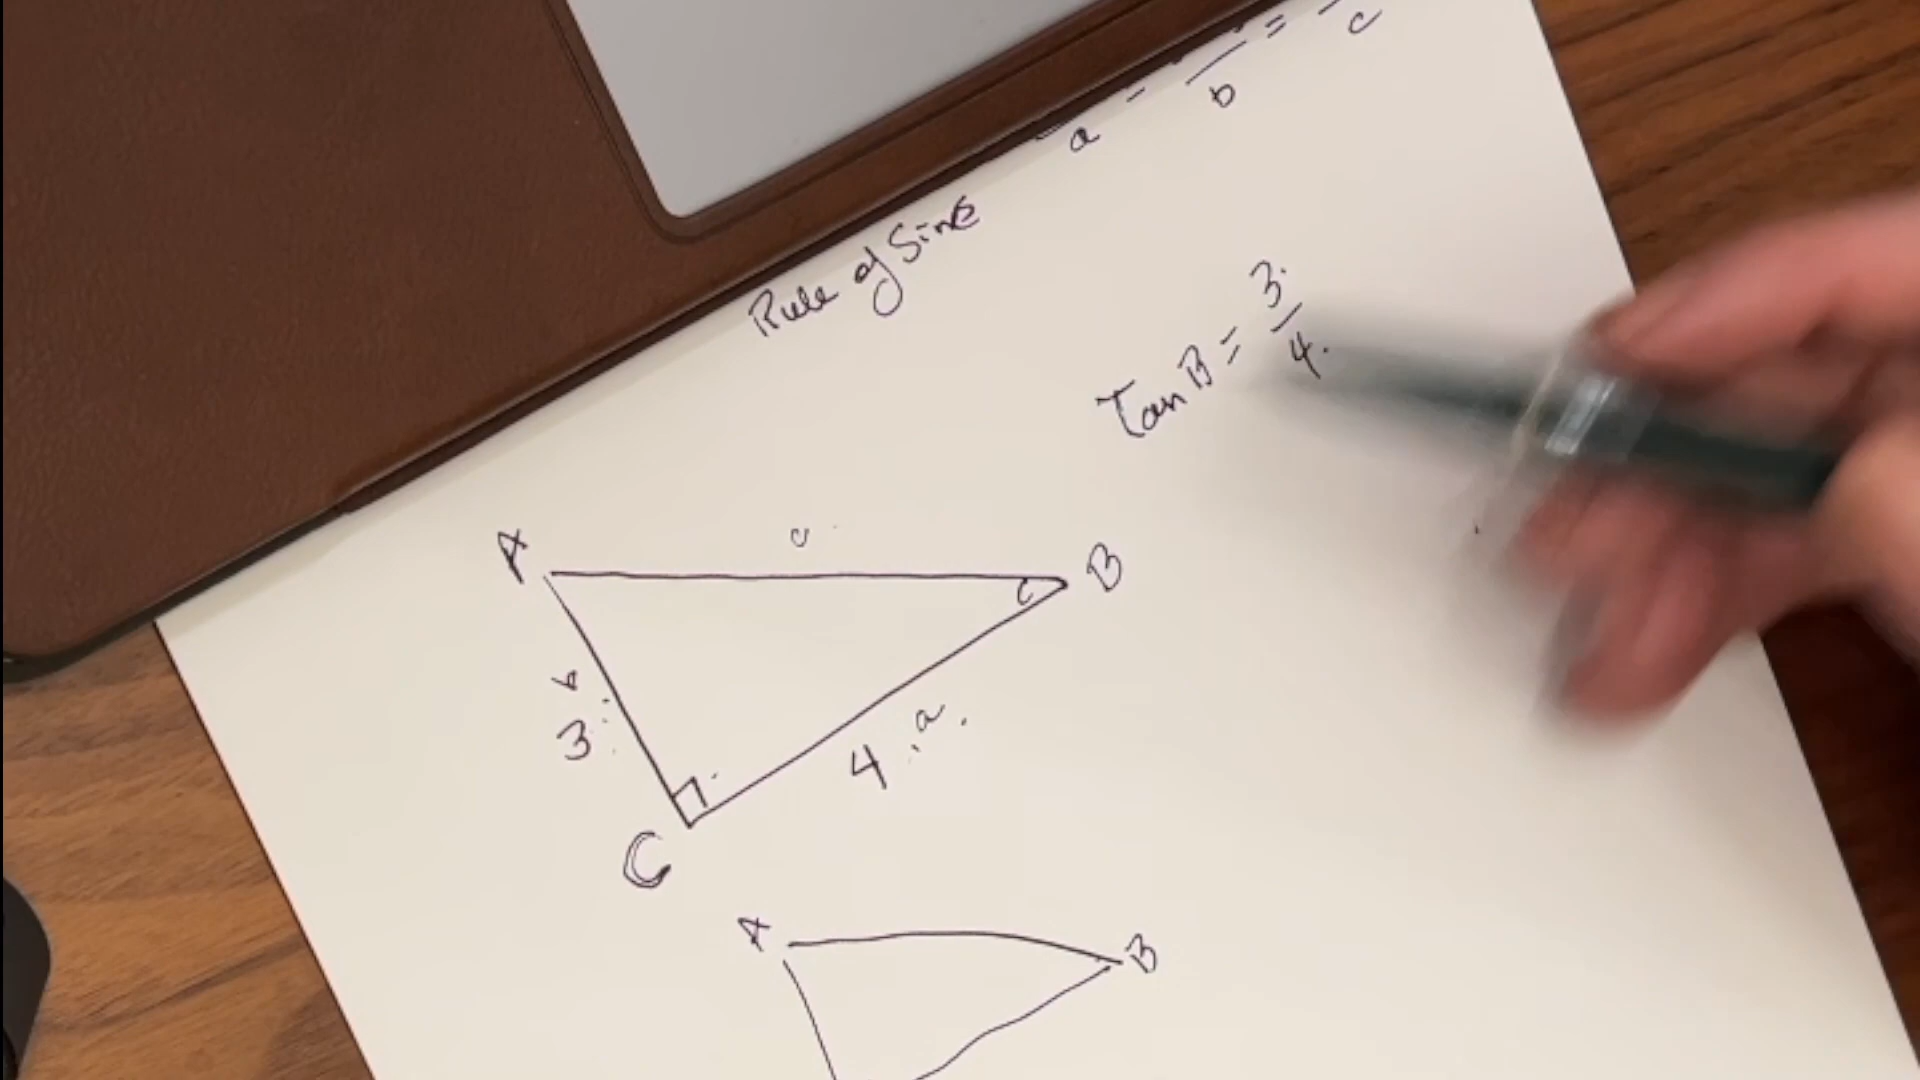 a = — b = — c
Rule of Sine
Tan B = 3/4
A
c
B
b
3
4
a
C
A
B